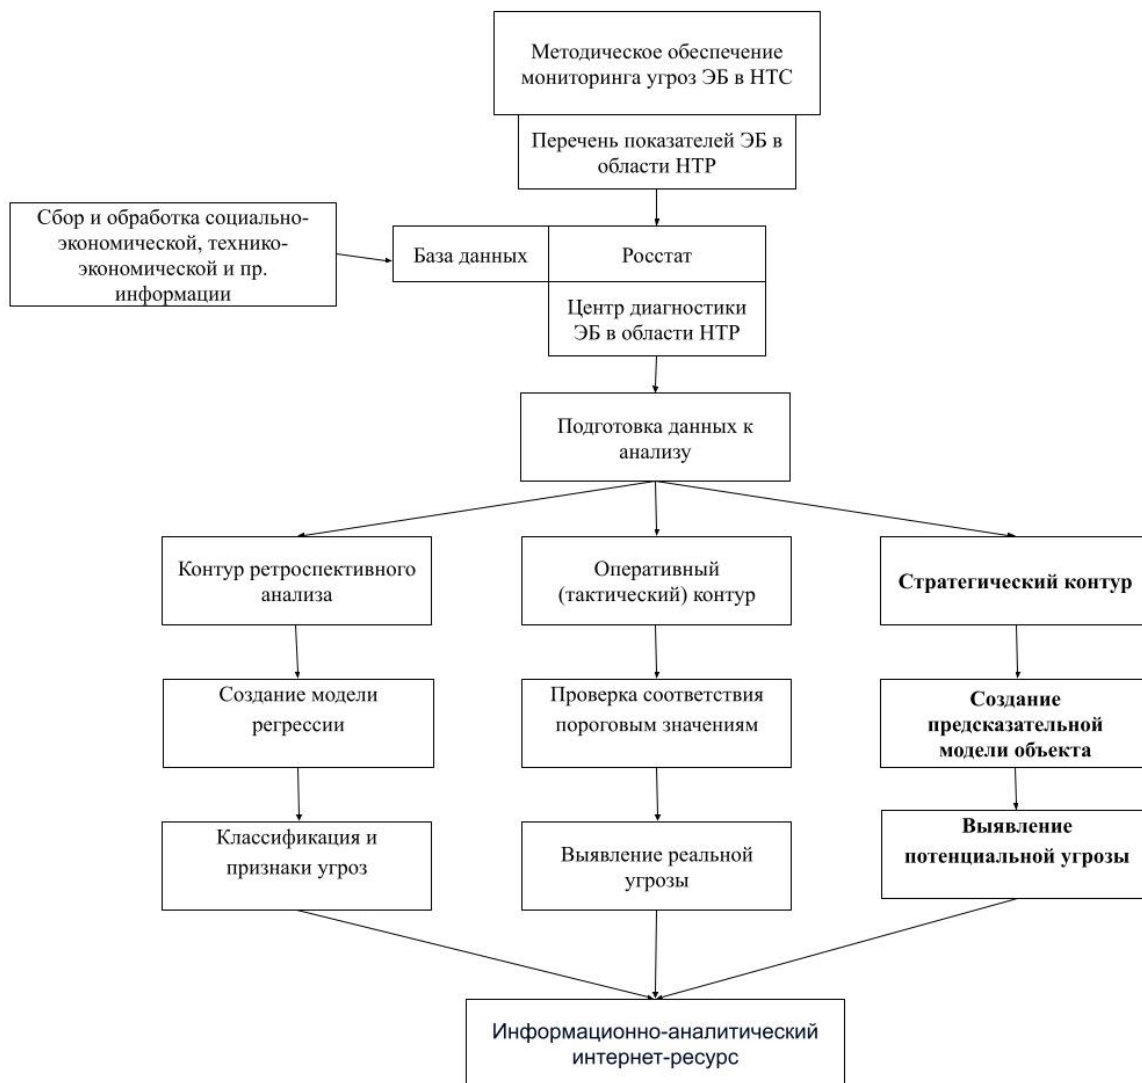 Методическое обеспечение
мониторинга угроз ЭБ в НТС
Перечень показателей ЭБ в
области НТР
Сбор и обработка социально-
экономической, технико-
экономической и пр.
информации
База данных
Росстат
Центр диагностики
ЭБ в области НТР
Подготовка данных к
анализу
Контур ретроспективного
анализа
Оперативный
(тактический) контур
Стратегический контур
Создание модели
регрессии
Проверка соответствия
пороговым значениям
Создание
предсказательной
модели объекта
Классификация и
признаки угроз
Выявление реальной
угрозы
Выявление
потенциальной угрозы
Информационно-аналитический
интернет-ресурс